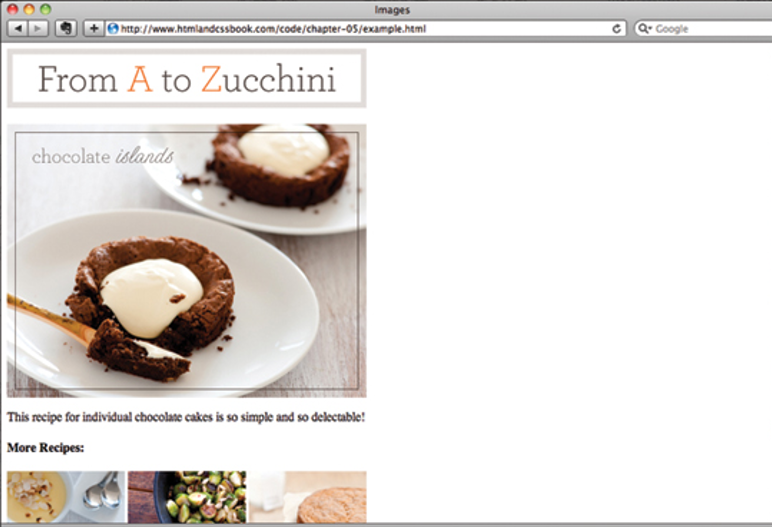 Images
http://www.htmlandcssbook.com/code/chapter-05/example.html
Google
From A to Zucchini
chocolate islands
This recipe for individual chocolate cakes is so simple and so delectable!
More Recipes: